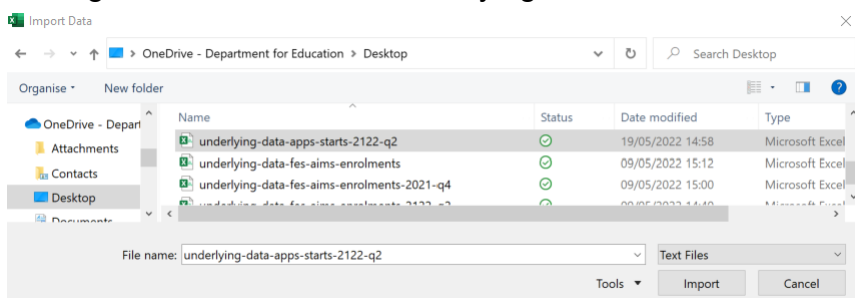 Import Data
OneDrive - Department for Education > Desktop
Search Desktop
Organise
New folder
Name Status Date modified Type
OneDrive - Depart
underlying-data-apps-starts-2122-q2 19/05/2022 14:58 Microsoft Excel
Attachments
underlying-data-fes-aims-enrolments 09/05/2022 15:12 Microsoft Excel
Contacts
underlying-data-fes-aims-enrolments-2021-q4 09/05/2022 15:00 Microsoft Excel
Desktop
Documents
File name: underlying-data-apps-starts-2122-q2 Text Files
Tools Import Cancel